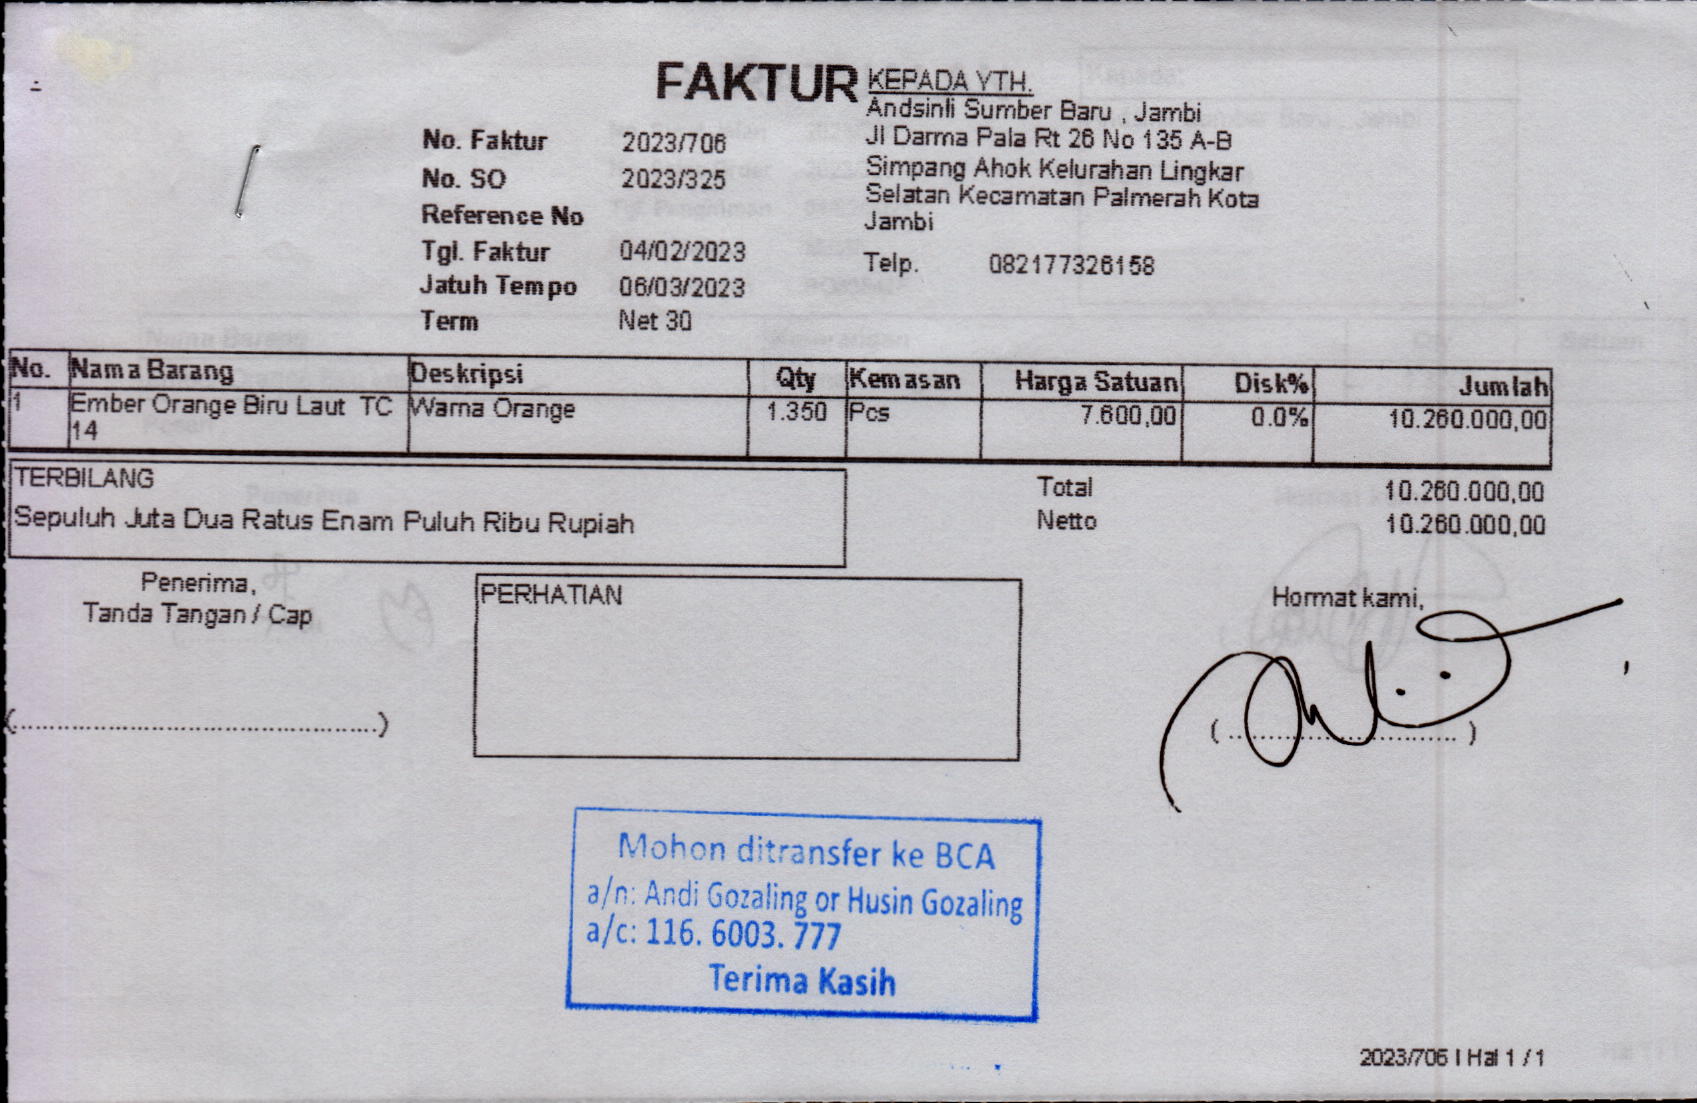 FAKTUR
KEPADA YTH.
Andsinli Sumber Baru , Jambi
Jl Darma Pala Rt 26 No 135 A-B
Simpang Ahok Kelurahan Lingkar
Selatan Kecamatan Palmerah Kota
Jambi
Telp. 082177326158
No. Faktur 2023/706
No. SO 2023/325
Reference No
Tgl. Faktur 04/02/2023
Jatuh Tempo 06/03/2023
Term Net 30
No. Nama Barang Deskripsi Qty Kemasan Harga Satuan Disk% Jumlah
1 Ember Orange Biru Laut TC Warna Orange 1.350 Pcs 7.600,00 0.0% 10.260.000,00
14
TERBILANG
Sepuluh Juta Dua Ratus Enam Puluh Ribu Rupiah
Total 10.260.000,00
Netto 10.260.000,00
Penerima,
Tanda Tangan / Cap
(................................................)
PERHATIAN
Hormat kami,
(................................)
Mohon ditransfer ke BCA
a/n: Andi Gozaling or Husin Gozaling
a/c: 116. 6003. 777
Terima Kasih
2023/706 I Hal 1 / 1